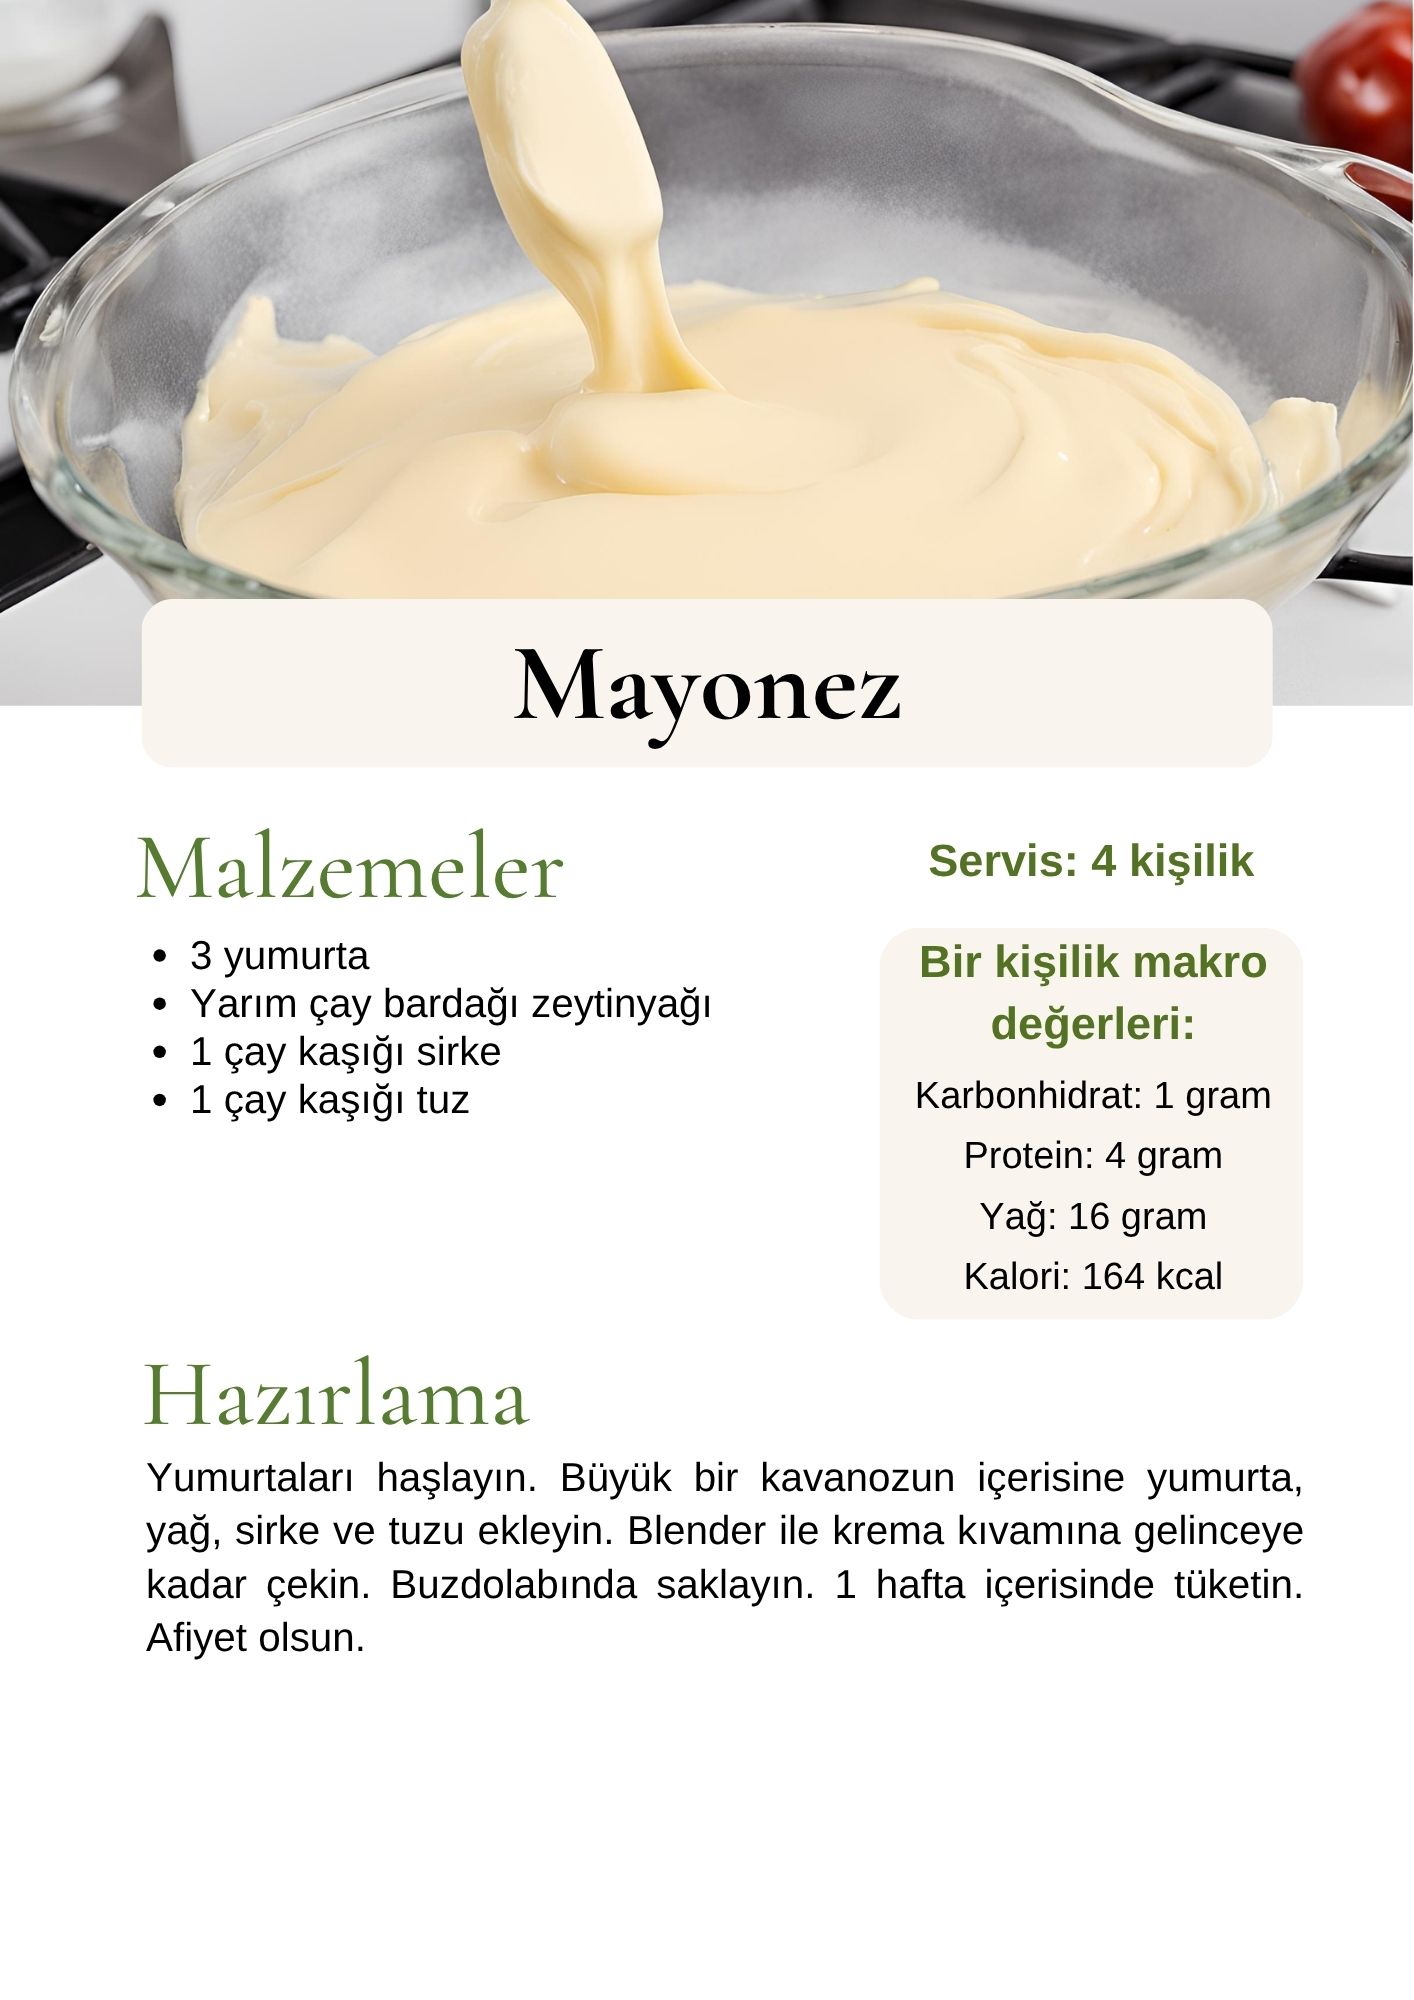 Mayonez
Malzemeler
• 3 yumurta
• Yarım çay bardağı zeytinyağı
• 1 çay kaşığı sirke
• 1 çay kaşığı tuz
Servis: 4 kişilik
Bir kişilik makro
değerleri:
Karbonhidrat: 1 gram
Protein: 4 gram
Yağ: 16 gram
Kalori: 164 kcal
Hazırlama
Yumurtaları haşlayın. Büyük bir kavanozun içerisine yumurta,
yağ, sirke ve tuzu ekleyin. Blender ile krema kıvamına gelinceye
kadar çekin. Buzdolabında saklayın. 1 hafta içerisinde tüketin.
Afiyet olsun.